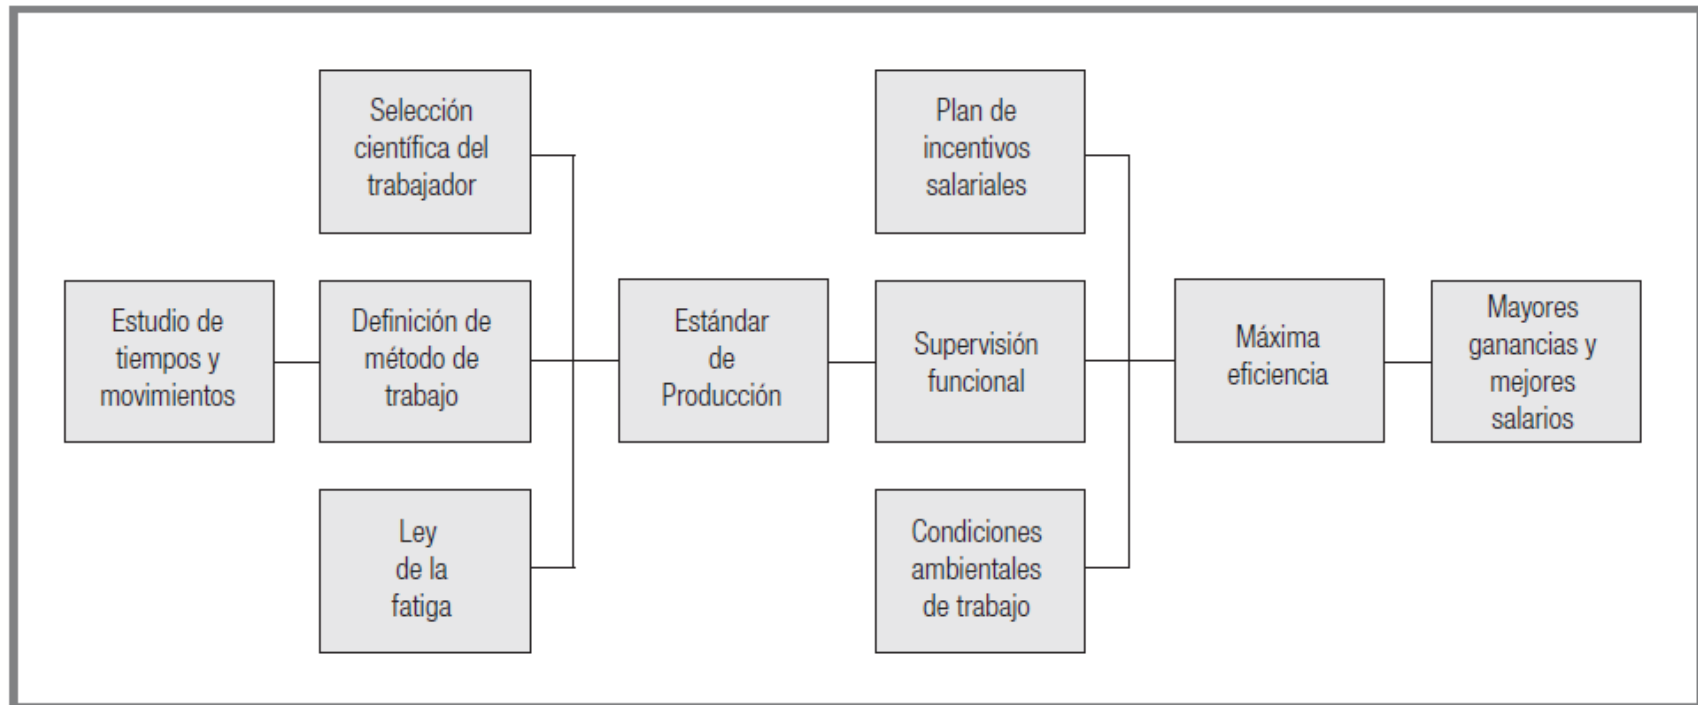 Selección
científica del
trabajador
Plan de
incentivos
salariales
Estudio de
tiempos y
movimientos
Definición de
método de
trabajo
Estándar
de
Producción
Supervisión
funcional
Máxima
eficiencia
Mayores
ganancias y
mejores
salarios
Ley
de la
fatiga
Condiciones
ambientales
de trabajo